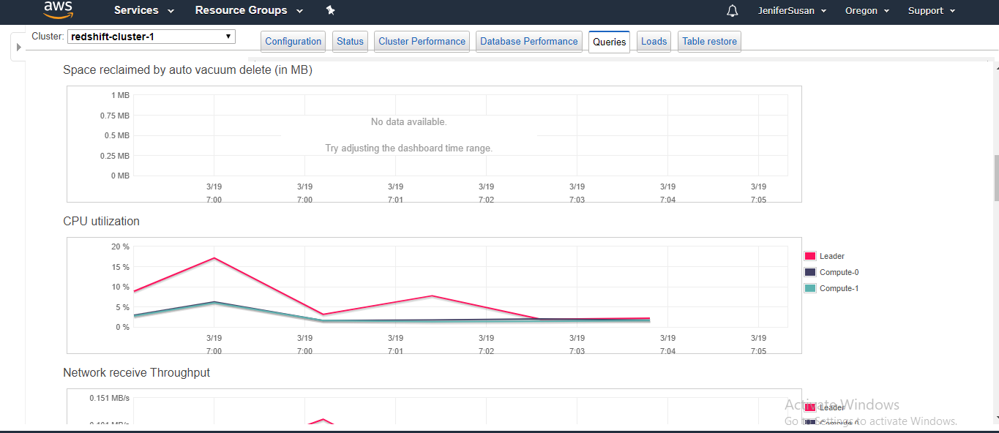 aws Services Resource Groups JeniferSusan Oregon Support
Cluster: redshift-cluster-1 Configuration Status Cluster Performance Database Performance Queries Loads Table restore
Space reclaimed by auto vacuum delete (in MB)
1 MB
0.75 MB
No data available.
0.5 MB
Try adjusting the dashboard time range.
0.25 MB
0 MB
3/19 3/19 3/19 3/19 3/19 3/19 3/19
7:00 7:00 7:01 7:02 7:03 7:04 7:05
CPU utilization
20 %
Leader
15 %
Compute-0
10 %
Compute-1
5 %
0 %
3/19 3/19 3/19 3/19 3/19 3/19 3/19
7:00 7:00 7:01 7:02 7:03 7:04 7:05
Network receive Throughput
0.151 MB/s
Activate Windows
Leader
Go to Settings to activate Windows.
Compute-0